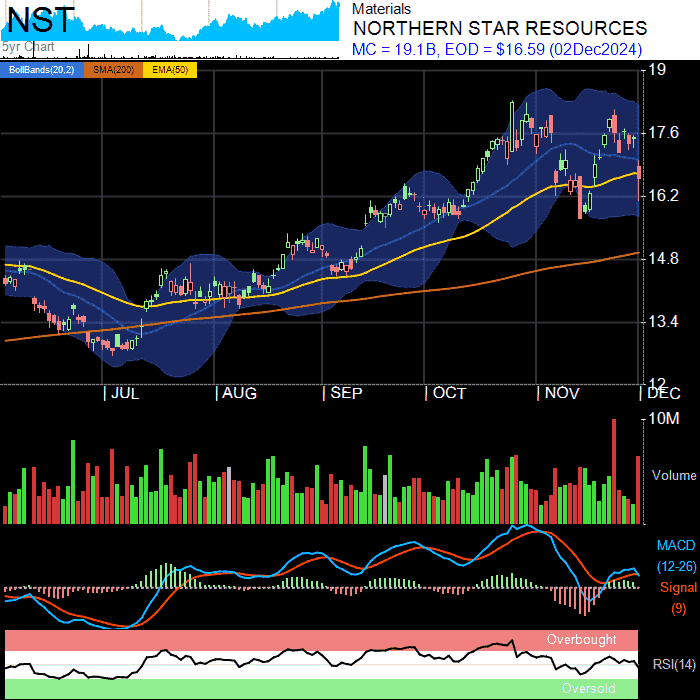 NST
5yr Chart
Materials
NORTHERN STAR RESOURCES
MC = 19.1B, EOD = $16.59 (02Dec2024)
BollBands(20,2) SMA(200) EMA(50)
19
17.6
16.2
14.8
13.4
12
JUL AUG SEP OCT NOV DEC
10M
Volume
MACD
(12-26)
Signal
(9)
Overbought
RSI(14)
Oversold